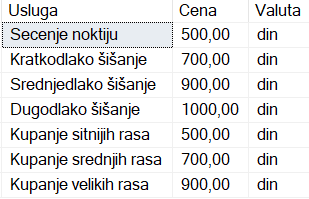 Usluga Cena Valuta
Secenje noktiju 500,00 din
Kratkodlako šišanje 700,00 din
Srednjedlako šišanje 900,00 din
Dugodlako šišanje 1000,00 din
Kupanje sitnijih rasa 500,00 din
Kupanje srednjih rasa 700,00 din
Kupanje velikih rasa 900,00 din